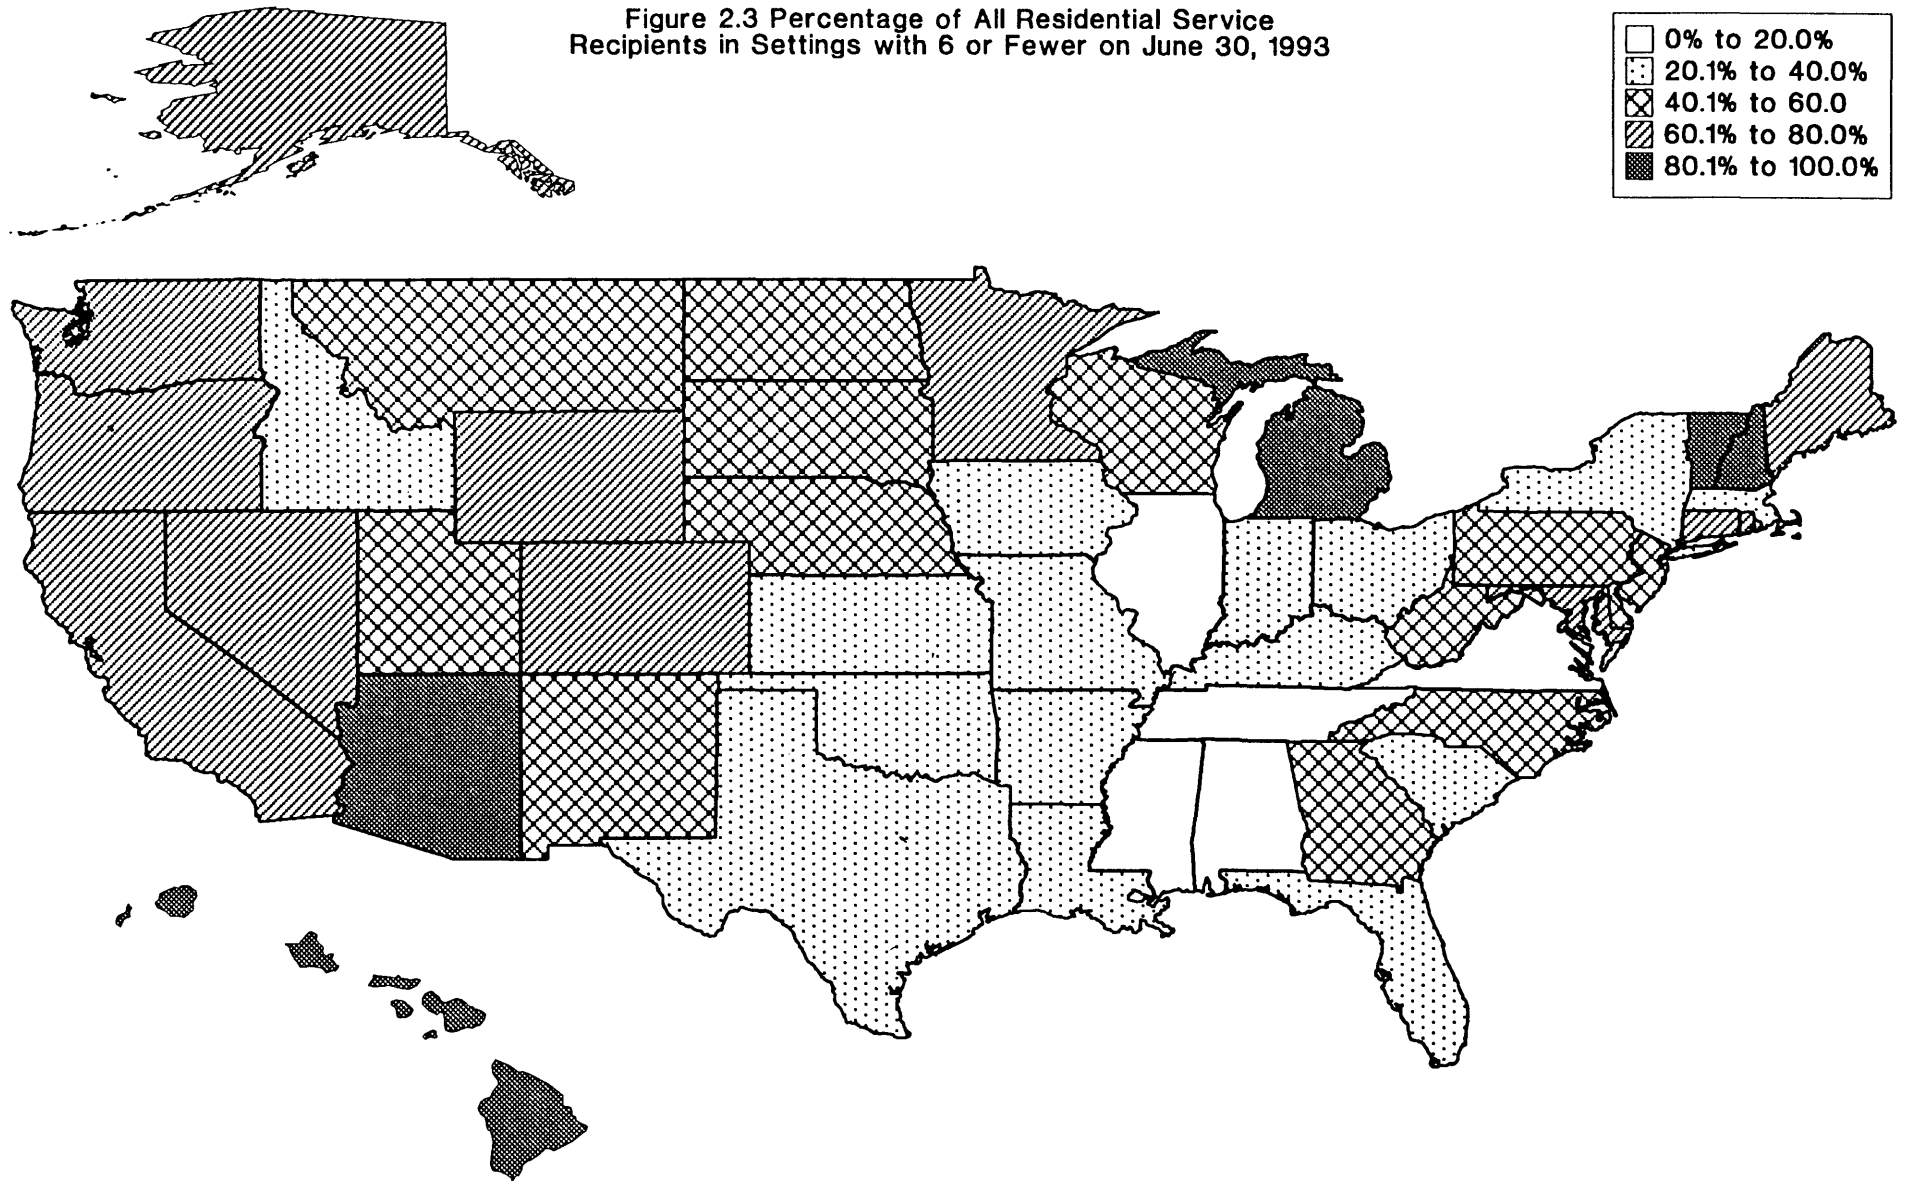 Figure 2.3 Percentage of All Residential Service
Recipients in Settings with 6 or Fewer on June 30, 1993
0% to 20.0%
20.1% to 40.0%
40.1% to 60.0
60.1% to 80.0%
80.1% to 100.0%